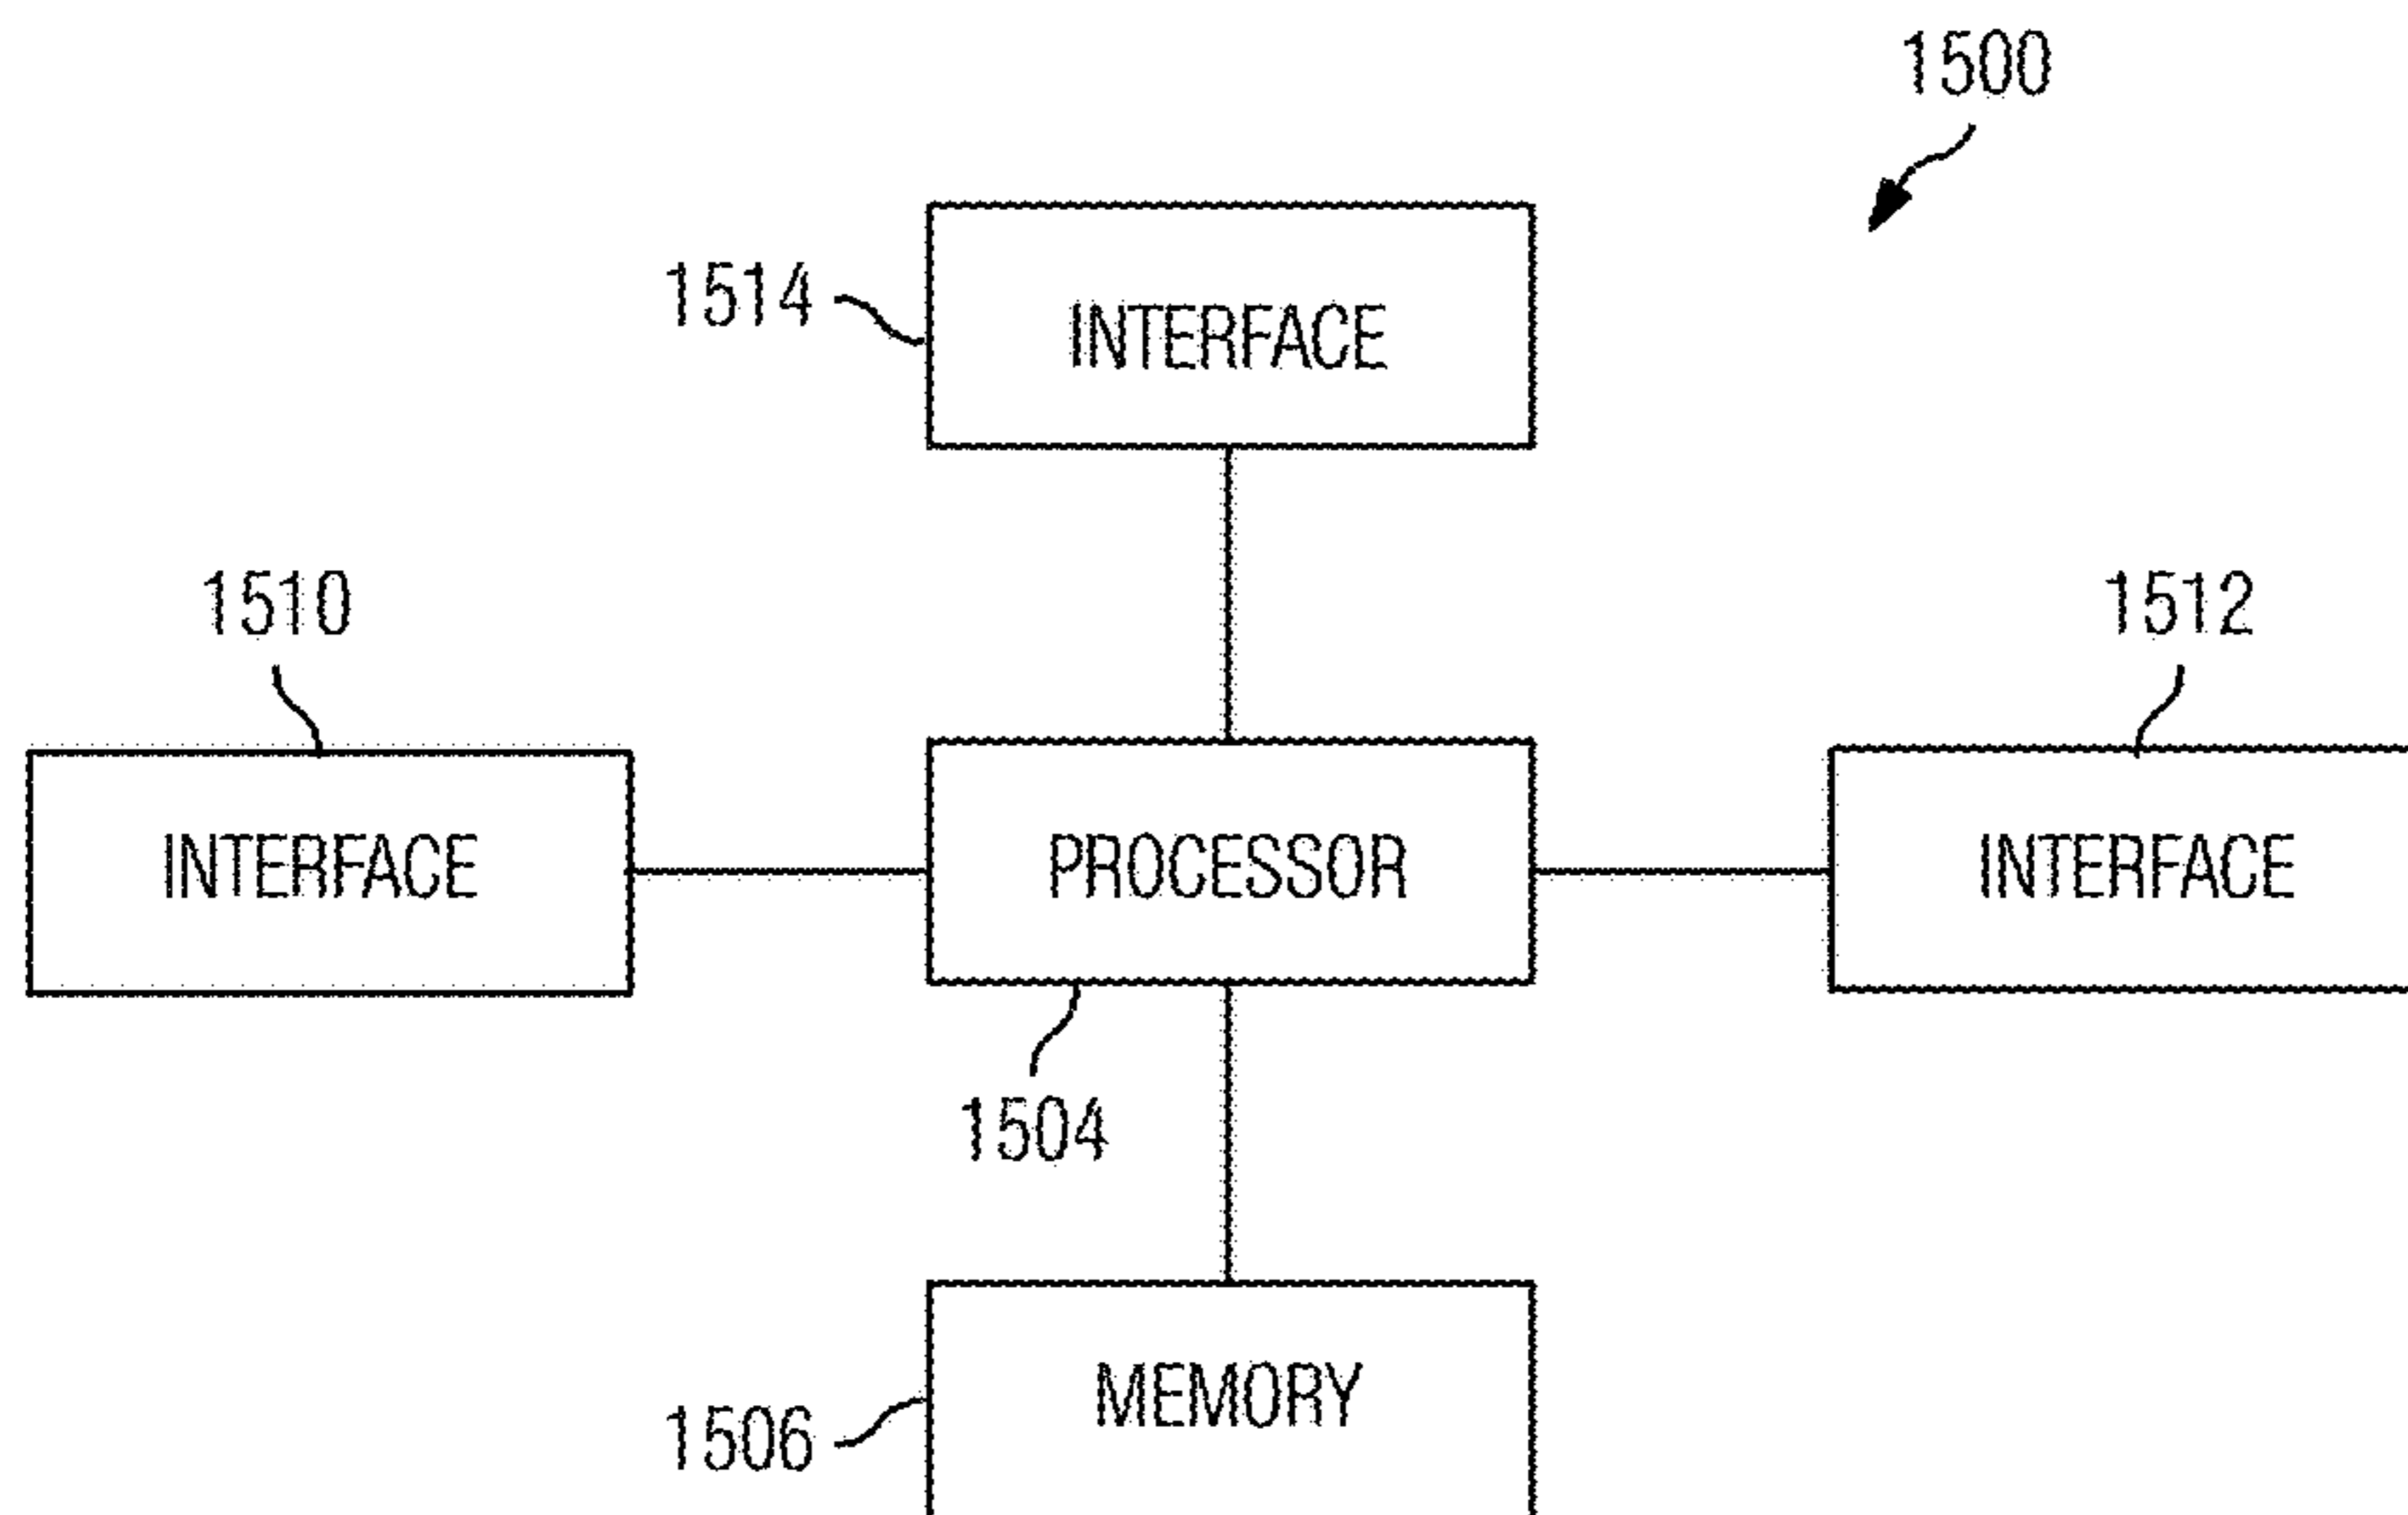 1500
1514
INTERFACE
1510
1512
INTERFACE
PROCESSOR
INTERFACE
1504
MEMORY
1506